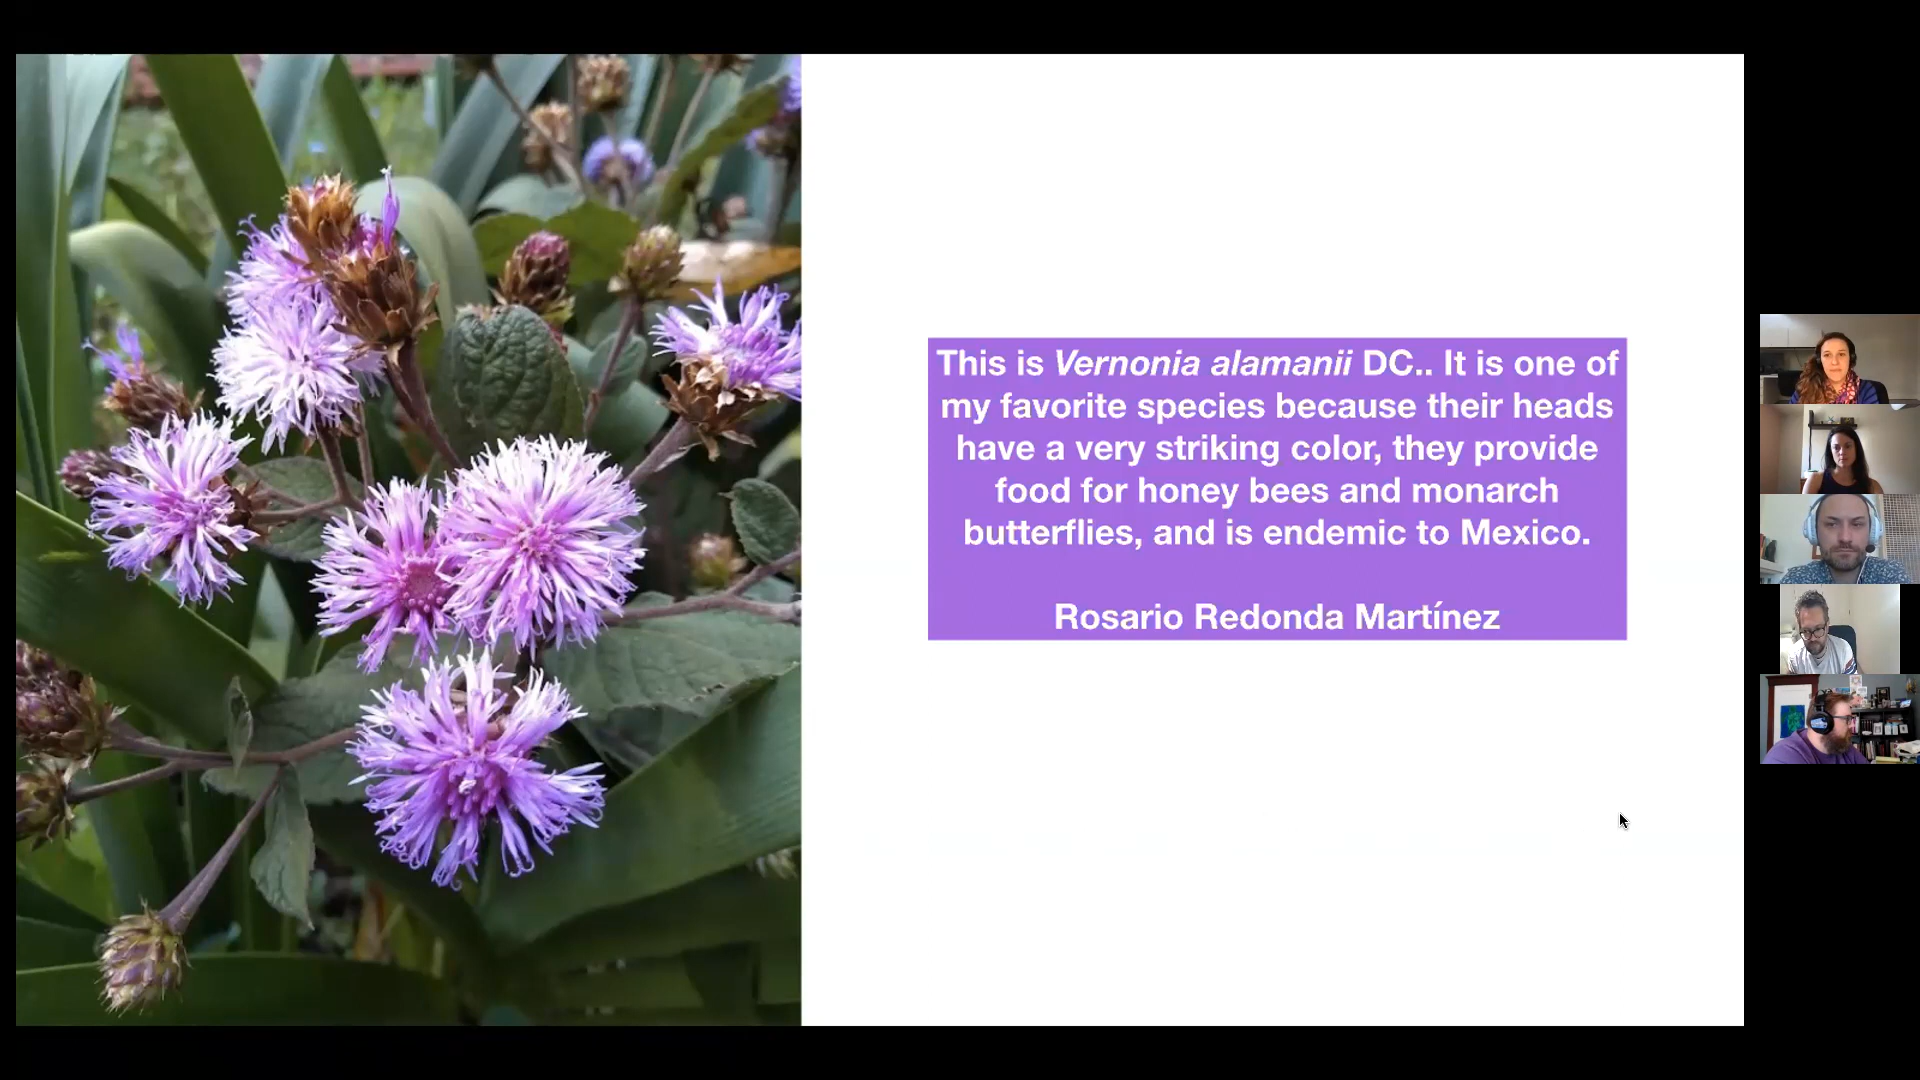 This is Vernonia alamanii DC.. It is one of
my favorite species because their heads
have a very striking color, they provide
food for honey bees and monarch
butterflies, and is endemic to Mexico.
Rosario Redonda Martínez